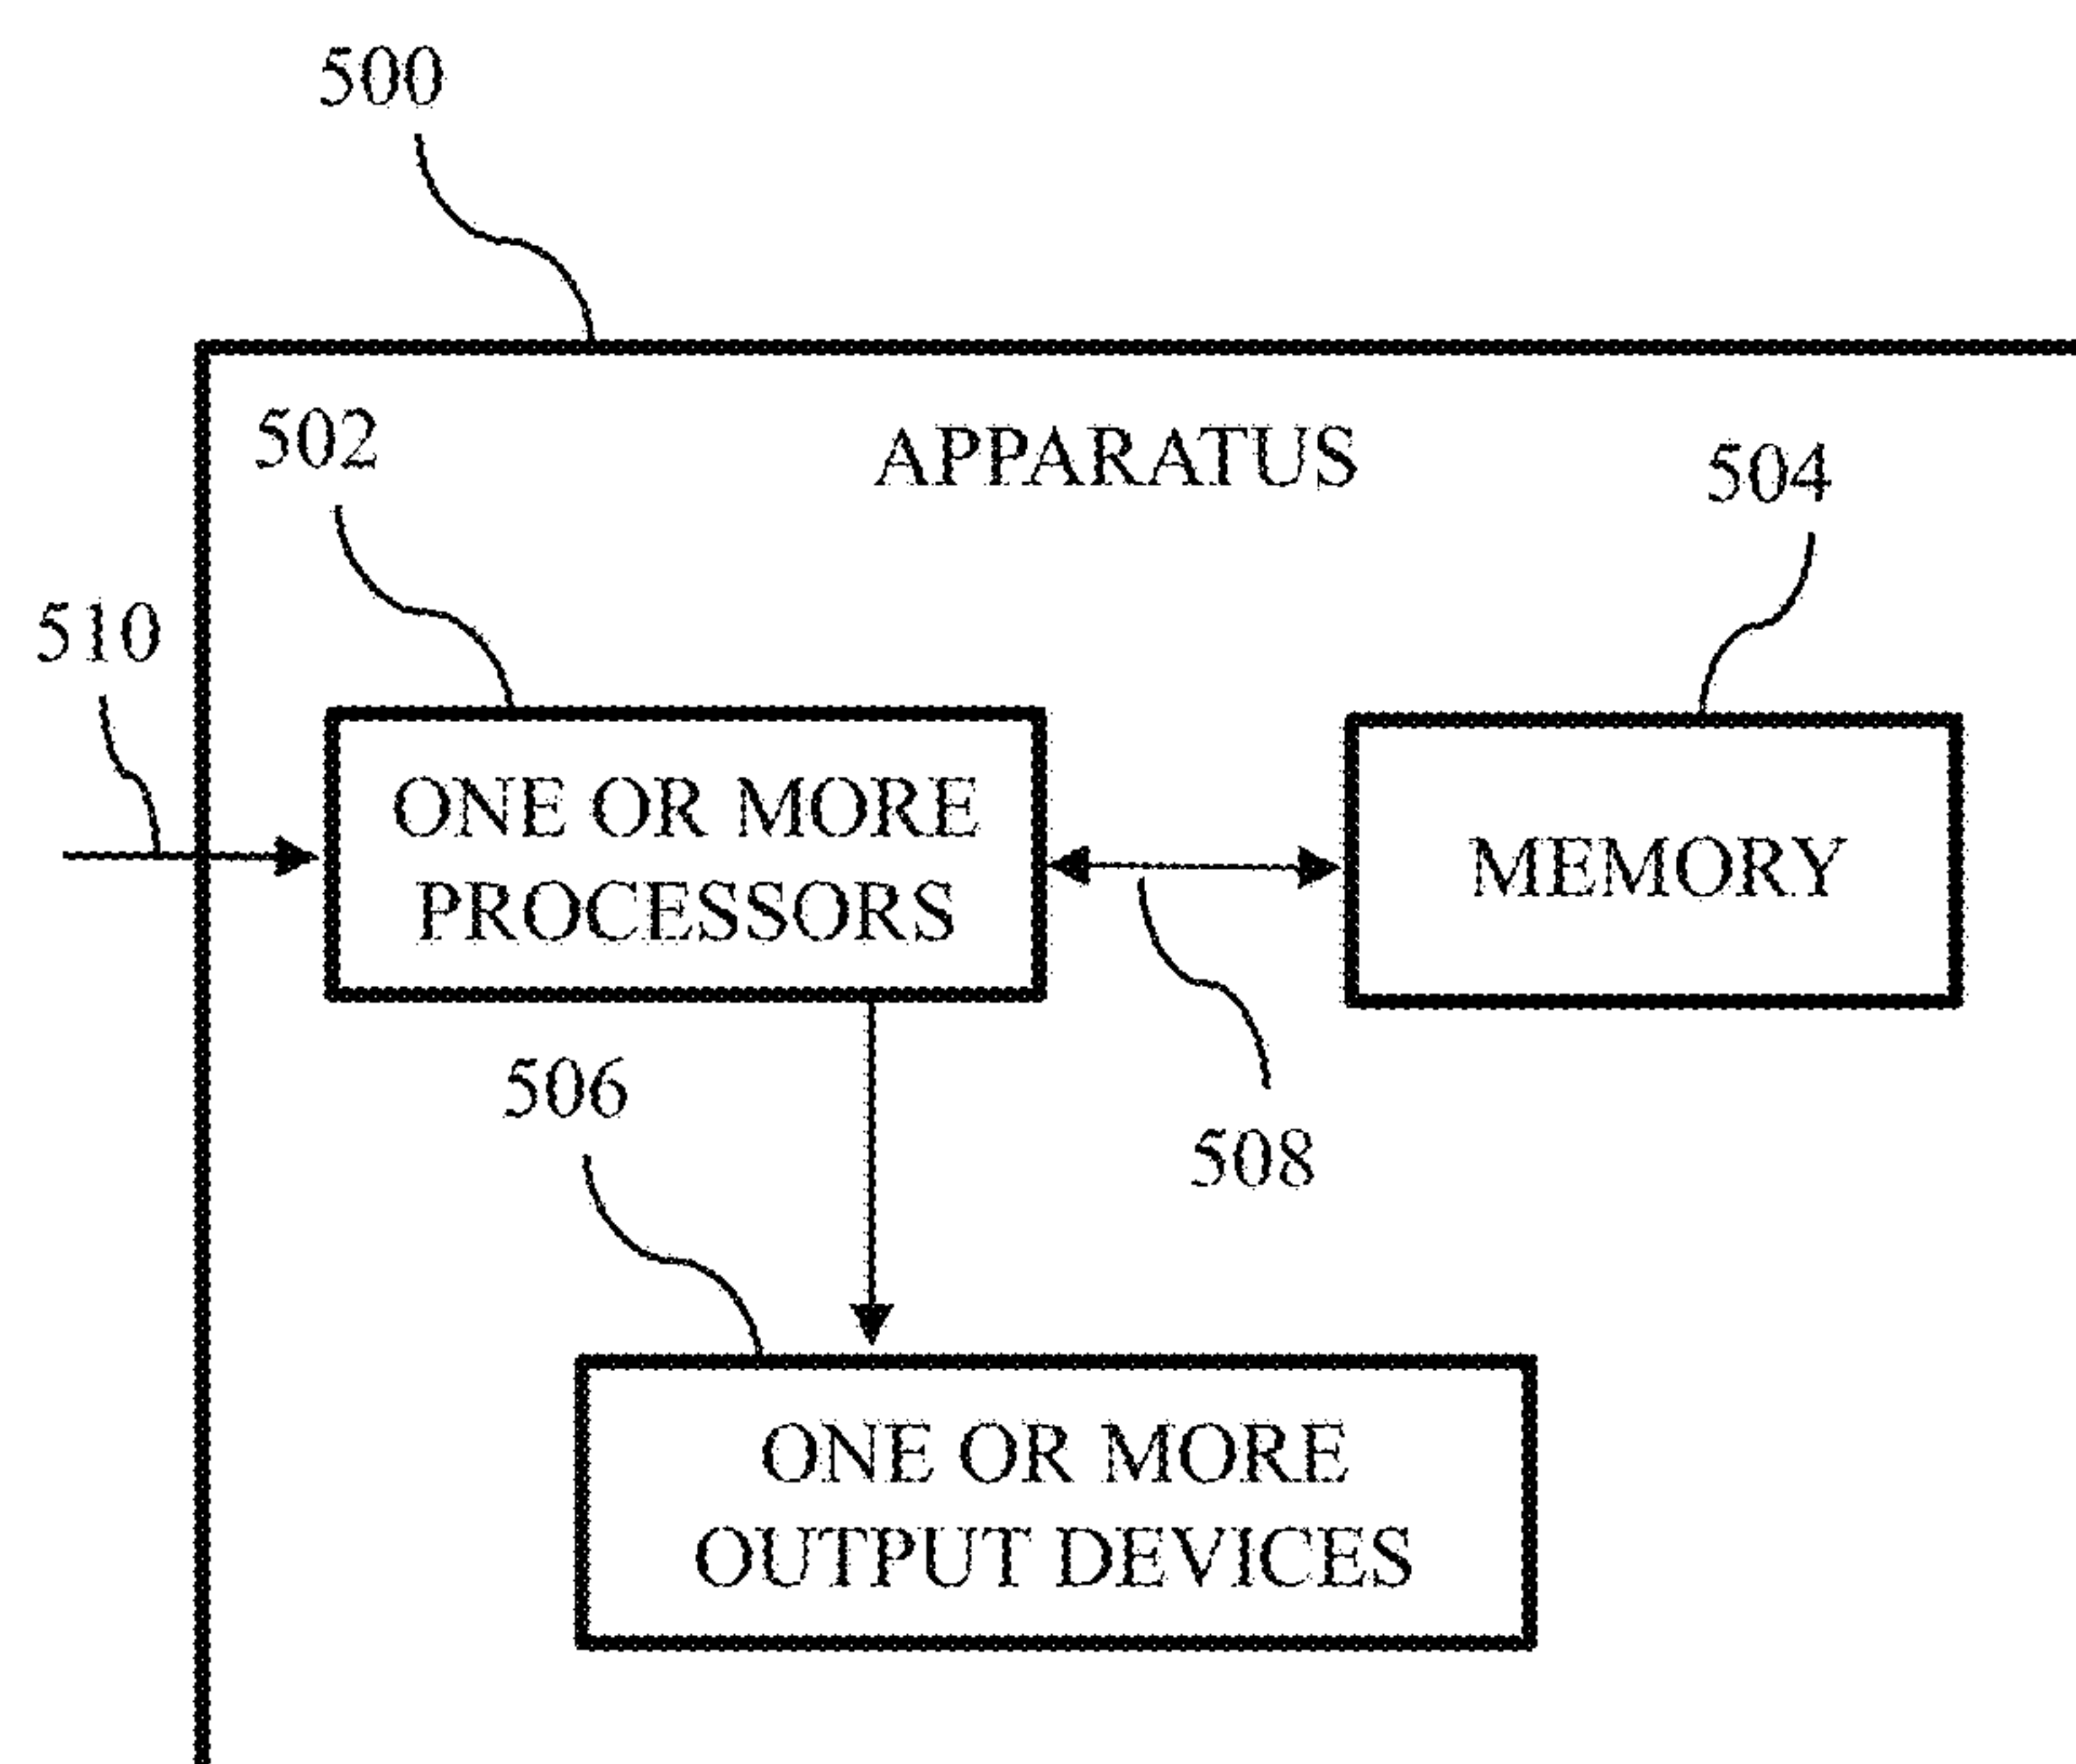 500
502
APPARATUS
504
510
ONE OR MORE
PROCESSORS
MEMORY
506
508
ONE OR MORE
OUTPUT DEVICES